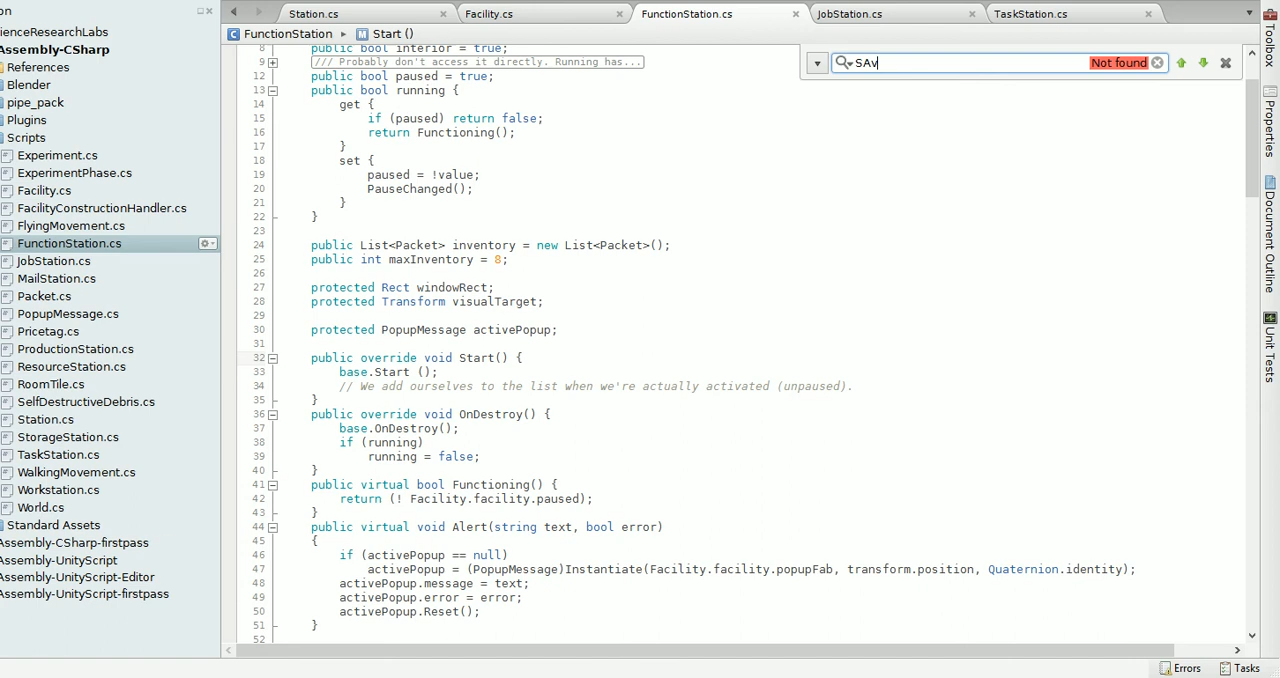 on
Station.cs
Facility.cs
FunctionStation.cs
JobStation.cs
TaskStation.cs
FunctionStation
Start ()
SAv
Not found
ienceResearchLabs
Assembly-CSharp
References
Blender
pipe_pack
Plugins
Scripts
Experiment.cs
ExperimentPhase.cs
Facility.cs
FacilityConstructionHandler.cs
FlyingMovement.cs
FunctionStation.cs
JobStation.cs
MailStation.cs
Packet.cs
PopupMessage.cs
Pricetag.cs
ProductionStation.cs
ResourceStation.cs
RoomTile.cs
SelfDestructiveDebris.cs
Station.cs
StorageStation.cs
TaskStation.cs
WalkingMovement.cs
Workstation.cs
World.cs
Standard Assets
Assembly-CSharp-firstpass
Assembly-UnityScript
Assembly-UnityScript-Editor
Assembly-UnityScript-firstpass
8 public bool interior = true;
9 /// Probably don't access it directly. Running has...
12 public bool paused = true;
13 public bool running {
14 get {
15 if (paused) return false;
16 return Functioning();
17 }
18 set {
19 paused = !value;
20 PauseChanged();
21 }
22 }
23
24 public List<Packet> inventory = new List<Packet>();
25 public int maxInventory = 8;
26
27 protected Rect windowRect;
28 protected Transform visualTarget;
29
30 protected PopupMessage activePopup;
31
32 public override void Start() {
33 base.Start ();
34 // We add ourselves to the list when we're actually activated (unpaused).
35 }
36 public override void OnDestroy() {
37 base.OnDestroy();
38 if (running)
39 running = false;
40 }
41 public virtual bool Functioning() {
42 return (! Facility.facility.paused);
43 }
44 public virtual void Alert(string text, bool error)
45 {
46 if (activePopup == null)
47 activePopup = (PopupMessage)Instantiate(Facility.facility.popupFab, transform.position, Quaternion.identity);
48 activePopup.message = text;
49 activePopup.error = error;
50 activePopup.Reset();
51 }
52
Toolbox
Properties
Document Outline
Unit Tests
Errors
Tasks